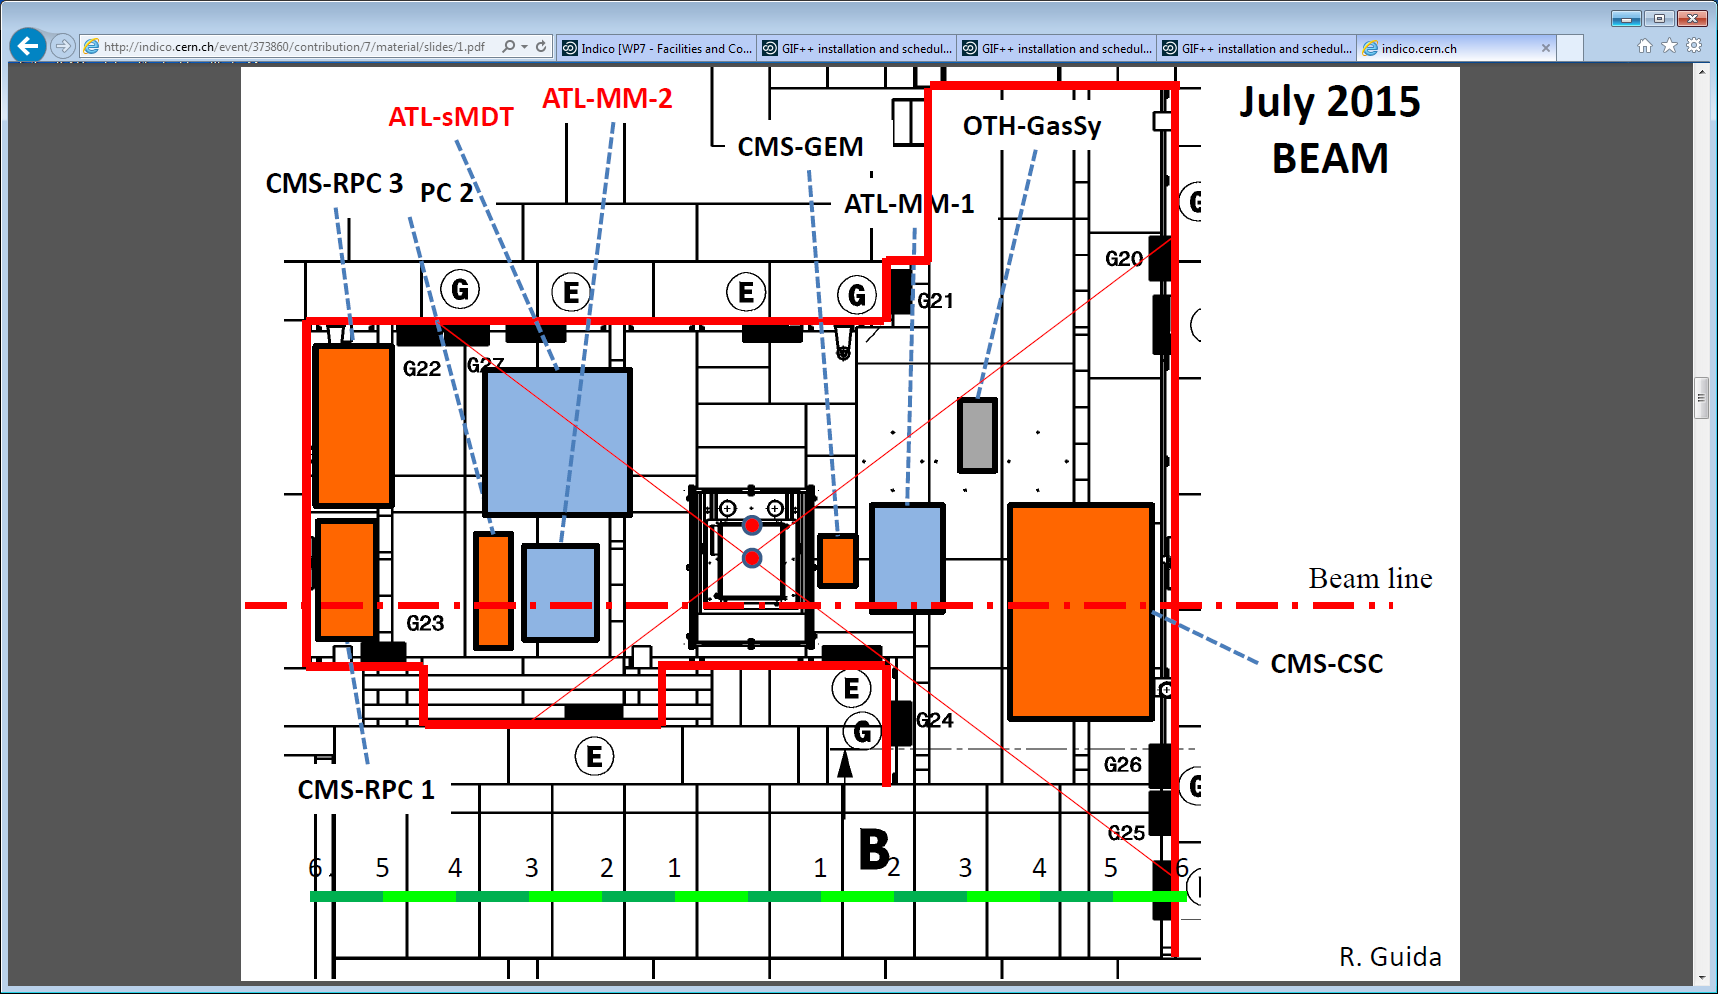 http://indico.cern.ch/event/373860/contribution/7/material/slides/1.pdf
Indico [WP7 - Facilities and Co...
GIF++ installation and schedul...
GIF++ installation and schedul...
GIF++ installation and schedul...
indico.cern.ch
July 2015
BEAM
ATL-MM-2
ATL-sMDT
OTH-GasSy
CMS-GEM
CMS-RPC 3
PC 2
ATL-MM-1
G
G20
G
E
E
G
G21
G22
G27
Beam line
G23
CMS-CSC
E
G24
G
E
G26
G
CMS-RPC 1
G25
B
6
5
4
3
2
1
1
2
3
4
5
6
R. Guida